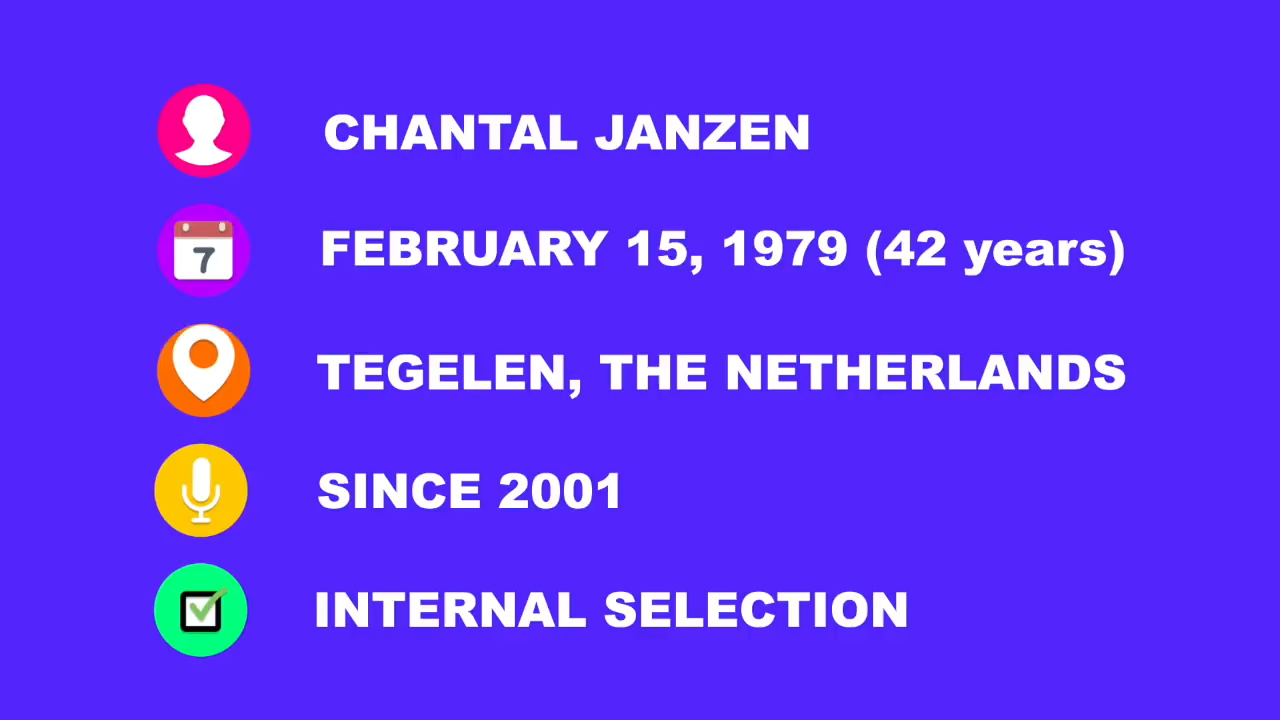 CHANTAL JANZEN
7
FEBRUARY 15, 1979 (42 years)
TEGELEN, THE NETHERLANDS
SINCE 2001
INTERNAL SELECTION